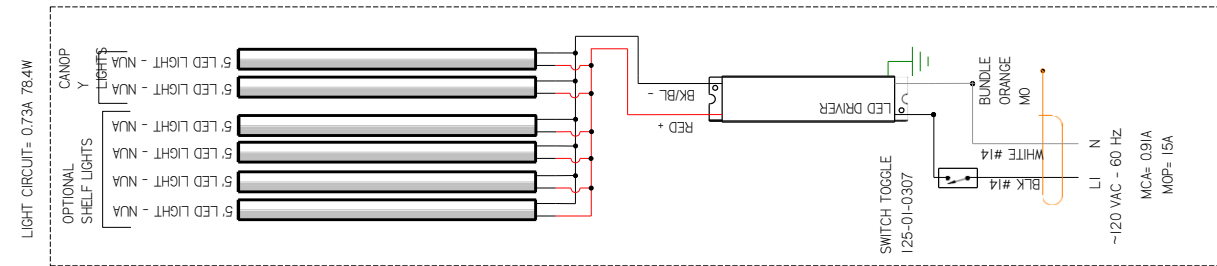 LIGHT CIRCUIT= 0.73A 78.4W
CANOP
Y
LIGHTS
5' LED LIGHT - NUA
5' LED LIGHT - NUA
OPTIONAL
SHELF LIGHTS
5' LED LIGHT - NUA
5' LED LIGHT - NUA
5' LED LIGHT - NUA
5' LED LIGHT - NUA
BK/BL -
RED +
LED DRIVER
SWITCH TOGGLE
125-01-0307
BUNDLE
ORANGE
MO
WHITE #14
BLK #14
N
L1
~120 VAC - 60 HZ
MCA= 0.91A
MOP= 15A